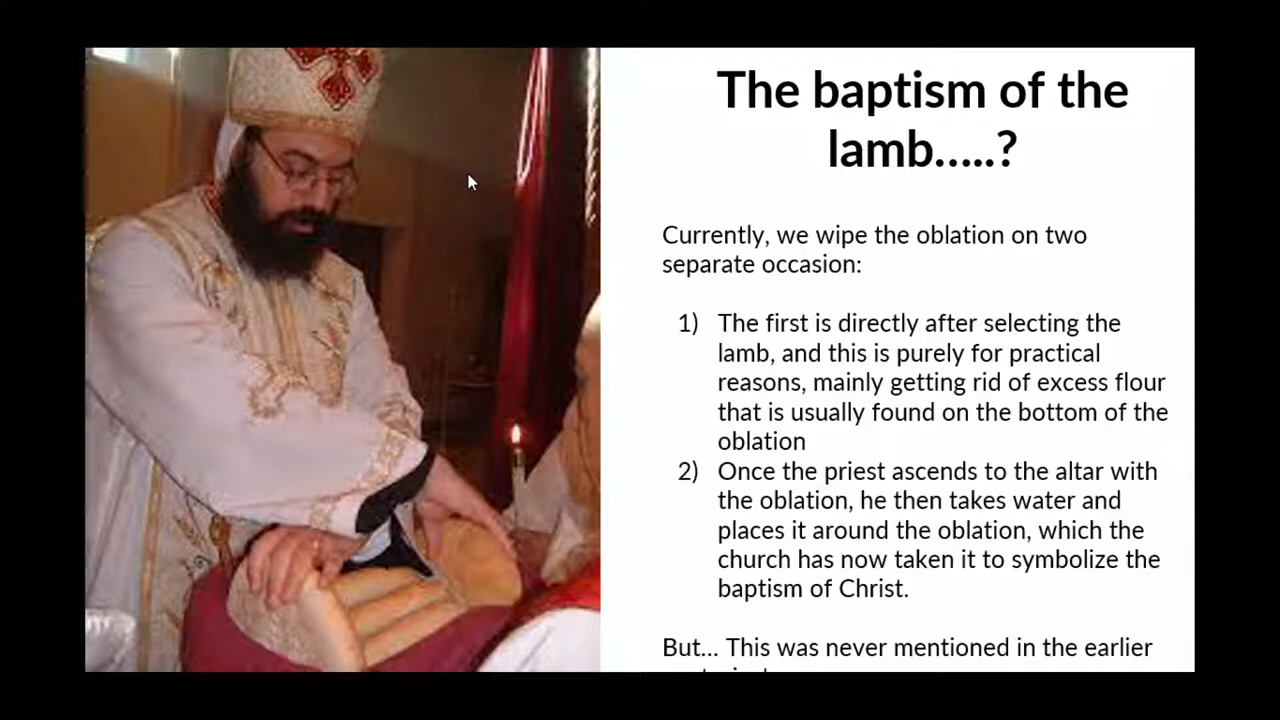 The baptism of the
lamb.....?
Currently, we wipe the oblation on two
separate occasion:
1) The first is directly after selecting the
lamb, and this is purely for practical
reasons, mainly getting rid of excess flour
that is usually found on the bottom of the
oblation
2) Once the priest ascends to the altar with
the oblation, he then takes water and
places it around the oblation, which the
church has now taken it to symbolize the
baptism of Christ.
But... This was never mentioned in the earlier